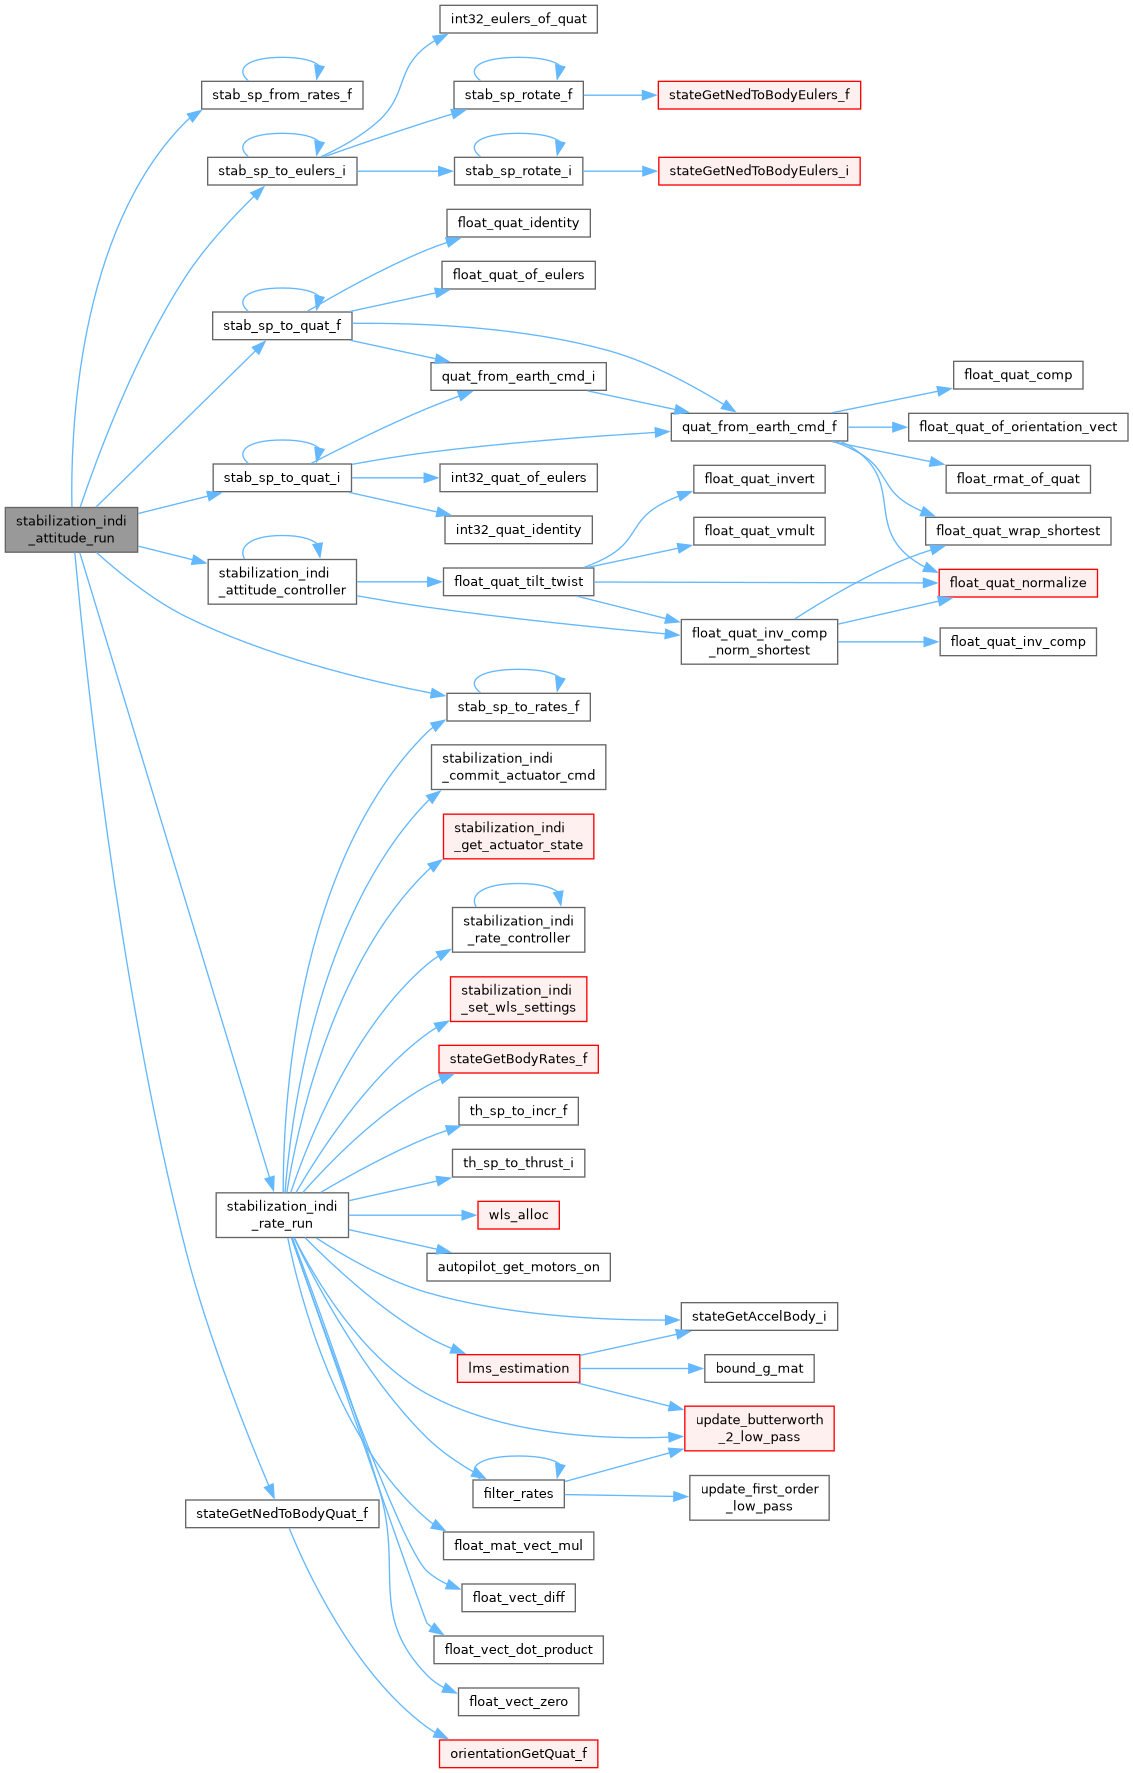 int32_eulers_of_quat
stab_sp_from_rates_f
stab_sp_rotate_f
stateGetNedToBodyEulers_f
stab_sp_to_eulers_i
stab_sp_rotate_i
stateGetNedToBodyEulers_i
float_quat_identity
float_quat_of_eulers
stab_sp_to_quat_f
quat_from_earth_cmd_i
float_quat_comp
quat_from_earth_cmd_f
float_quat_of_orientation_vect
stab_sp_to_quat_i
int32_quat_of_eulers
float_quat_invert
float_rmat_of_quat
stabilization_indi
_attitude_run
int32_quat_identity
float_quat_vmult
float_quat_wrap_shortest
stabilization_indi
_attitude_controller
float_quat_tilt_twist
float_quat_normalize
float_quat_inv_comp
_norm_shortest
float_quat_inv_comp
stab_sp_to_rates_f
stabilization_indi
_commit_actuator_cmd
stabilization_indi
_get_actuator_state
stabilization_indi
_rate_controller
stabilization_indi
_set_wls_settings
stateGetBodyRates_f
th_sp_to_incr_f
th_sp_to_thrust_i
stabilization_indi
_rate_run
wls_alloc
autopilot_get_motors_on
stateGetAccelBody_i
lms_estimation
bound_g_mat
update_butterworth
_2_low_pass
filter_rates
update_first_order
_low_pass
stateGetNedToBodyQuat_f
float_mat_vect_mul
float_vect_diff
float_vect_dot_product
float_vect_zero
orientationGetQuat_f